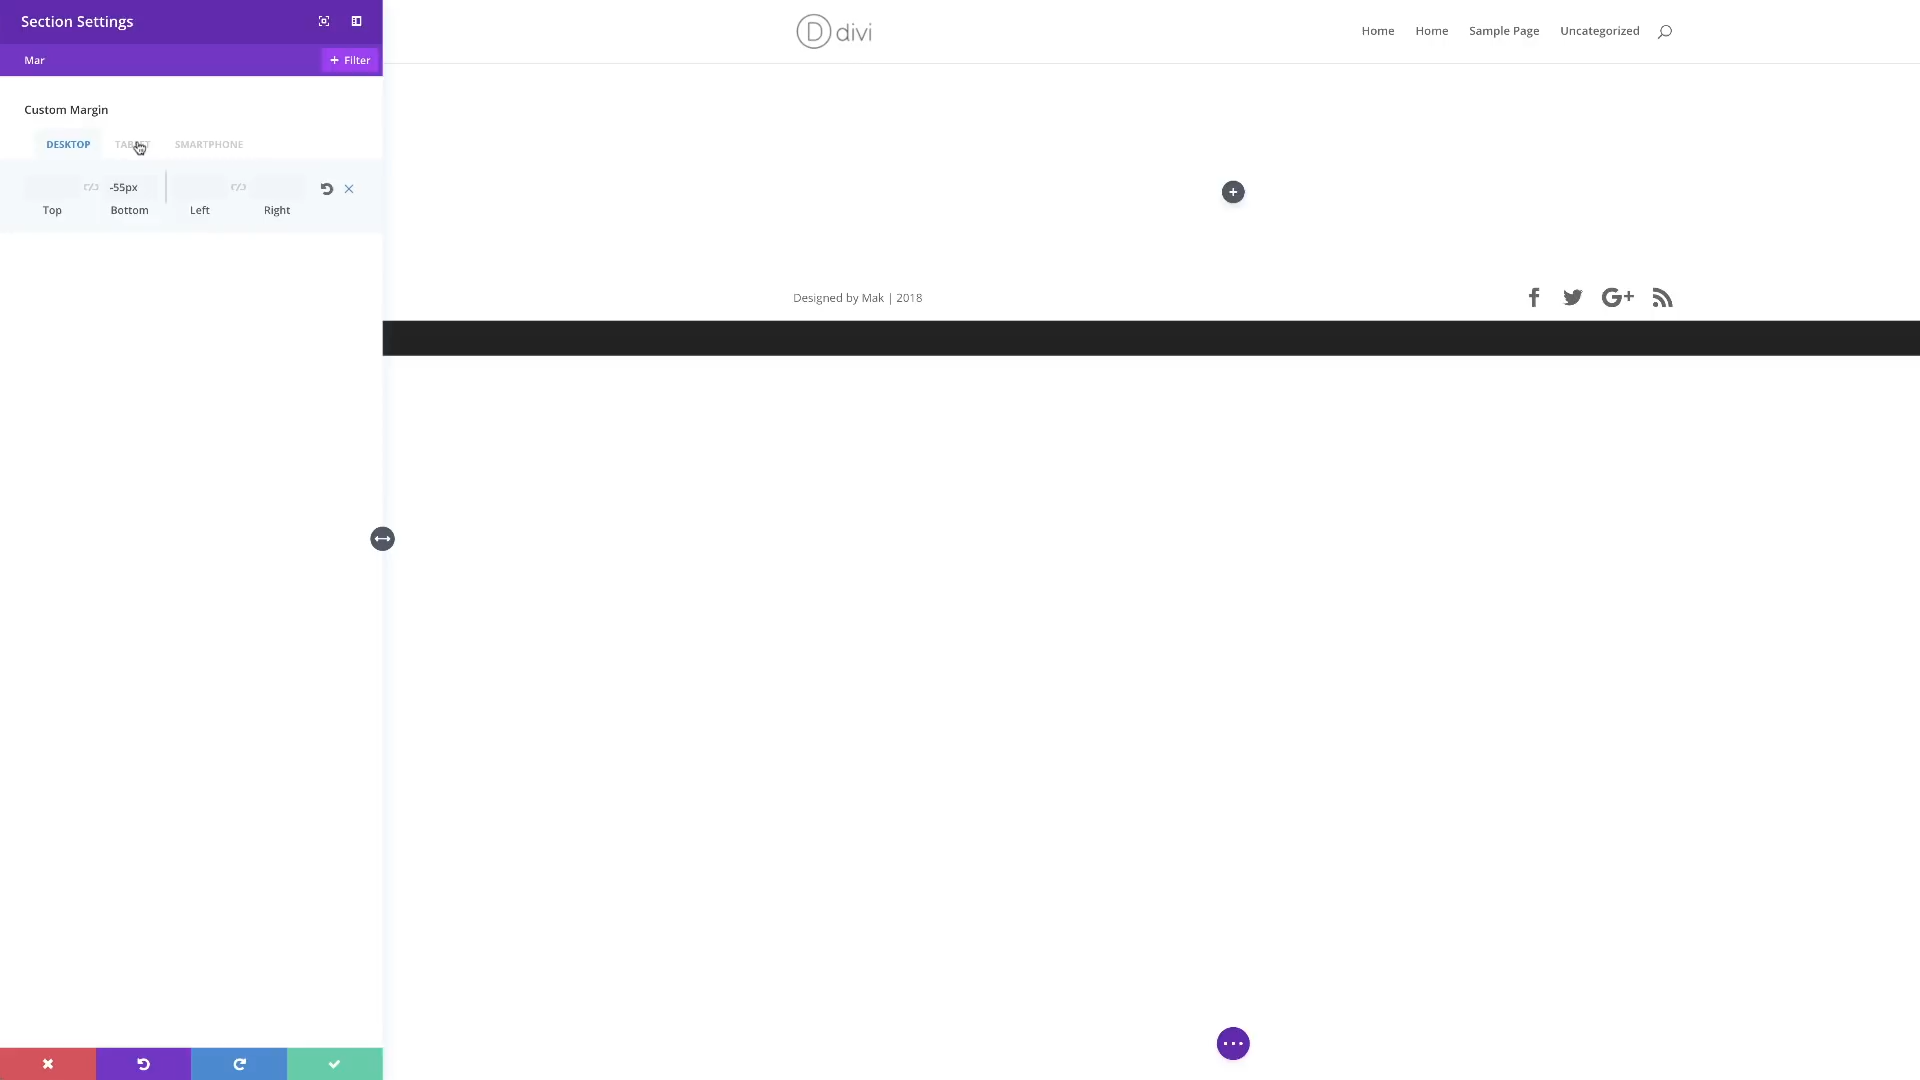 Section Settings
Mar
+ Filter
Custom Margin
DESKTOP
SMARTPHONE
-55px
Top
Bottom
Left
Right
D divi
Home
Home
Sample Page
Uncategorized
Designed by Mak | 2018